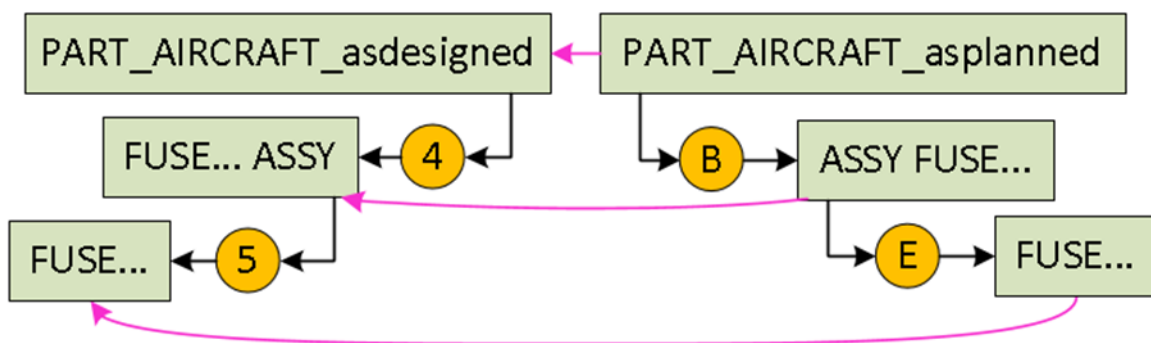 PART_AIRCRAFT_asdesigned
PART_AIRCRAFT_asplanned
FUSE... ASSY
4
B
ASSY FUSE...
FUSE...
5
E
FUSE...